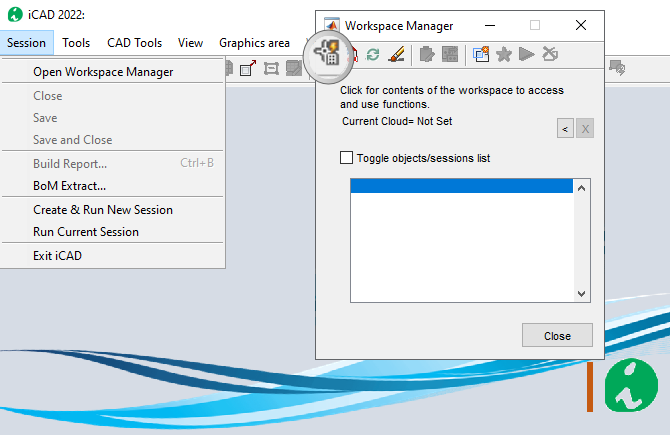 iCAD 2022:
Session Tools CAD Tools View Graphics area
Open Workspace Manager
Close
Save
Save and Close
Build Report... Ctrl+B
BoM Extract...
Create & Run New Session
Run Current Session
Exit iCAD
Workspace Manager
Click for contents of the workspace to access
and use functions.
Current Cloud= Not Set
< X
Toggle objects/sessions list
Close